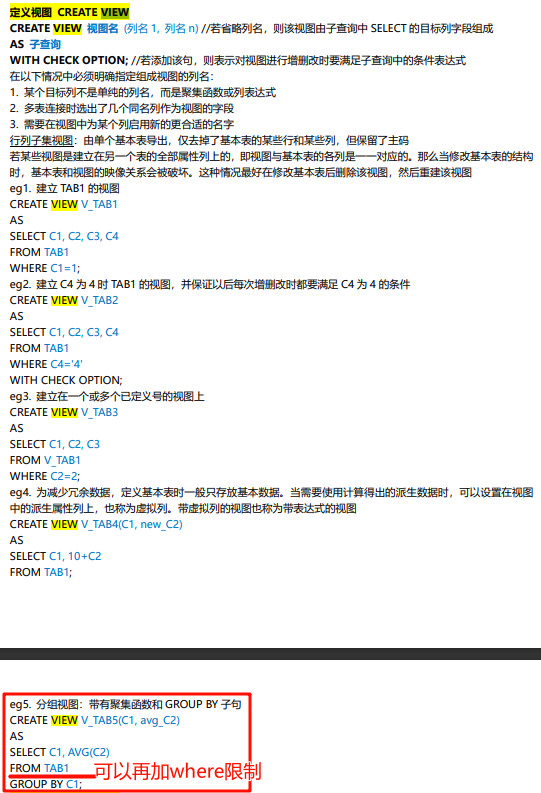 定义视图 CREATE VIEW
CREATE VIEW 视图名 (列名 1, 列名 n) //若省略列名，则该视图由子查询中 SELECT 的目标列字段组成
AS 子查询
WITH CHECK OPTION; //若添加该句，则表示对视图进行增删改时要满足子查询中的条件表达式
在以下情况中必须明确指定组成视图的列名：
1. 某个目标列不是单纯的列名，而是聚集函数或列表达式
2. 多表连接时选出了几个同名列作为视图的字段
3. 需要在视图中为某个列启用新的更合适的名字
行列子集视图：由单个基本表导出，仅去掉了基本表的某些行和某些列，但保留了主码
若某些视图是建立在另一个表的全部属性列上的，即视图与基本表的各列是一一对应的。那么当修改基本表的结构
时，基本表和视图的映像关系会被破坏。这种情况最好在修改基本表后删除该视图，然后重建该视图
eg1. 建立 TAB1 的视图
CREATE VIEW V_TAB1
AS
SELECT C1, C2, C3, C4
FROM TAB1
WHERE C1=1;
eg2. 建立 C4 为 4 时 TAB1 的视图，并保证以后每次增删改时都要满足 C4 为 4 的条件
CREATE VIEW V_TAB2
AS
SELECT C1, C2, C3, C4
FROM TAB1
WHERE C4='4'
WITH CHECK OPTION;
eg3. 建立在一个或多个已定义号的视图上
CREATE VIEW V_TAB3
AS
SELECT C1, C2, C3
FROM V_TAB1
WHERE C2=2;
eg4. 为减少冗余数据，定义基本表时一般只存放基本数据。当需要使用计算得出的派生数据时，可以设置在视图
中的派生属性列上，也称为虚拟列。带虚拟列的视图也称为带表达式的视图
CREATE VIEW V_TAB4(C1, new_C2)
AS
SELECT C1, 10+C2
FROM TAB1;
eg5. 分组视图：带有聚集函数和 GROUP BY 子句
CREATE VIEW V_TAB5(C1, avg_C2)
AS
SELECT C1, AVG(C2)
FROM TAB1 可以再加where限制
GROUP BY C1;